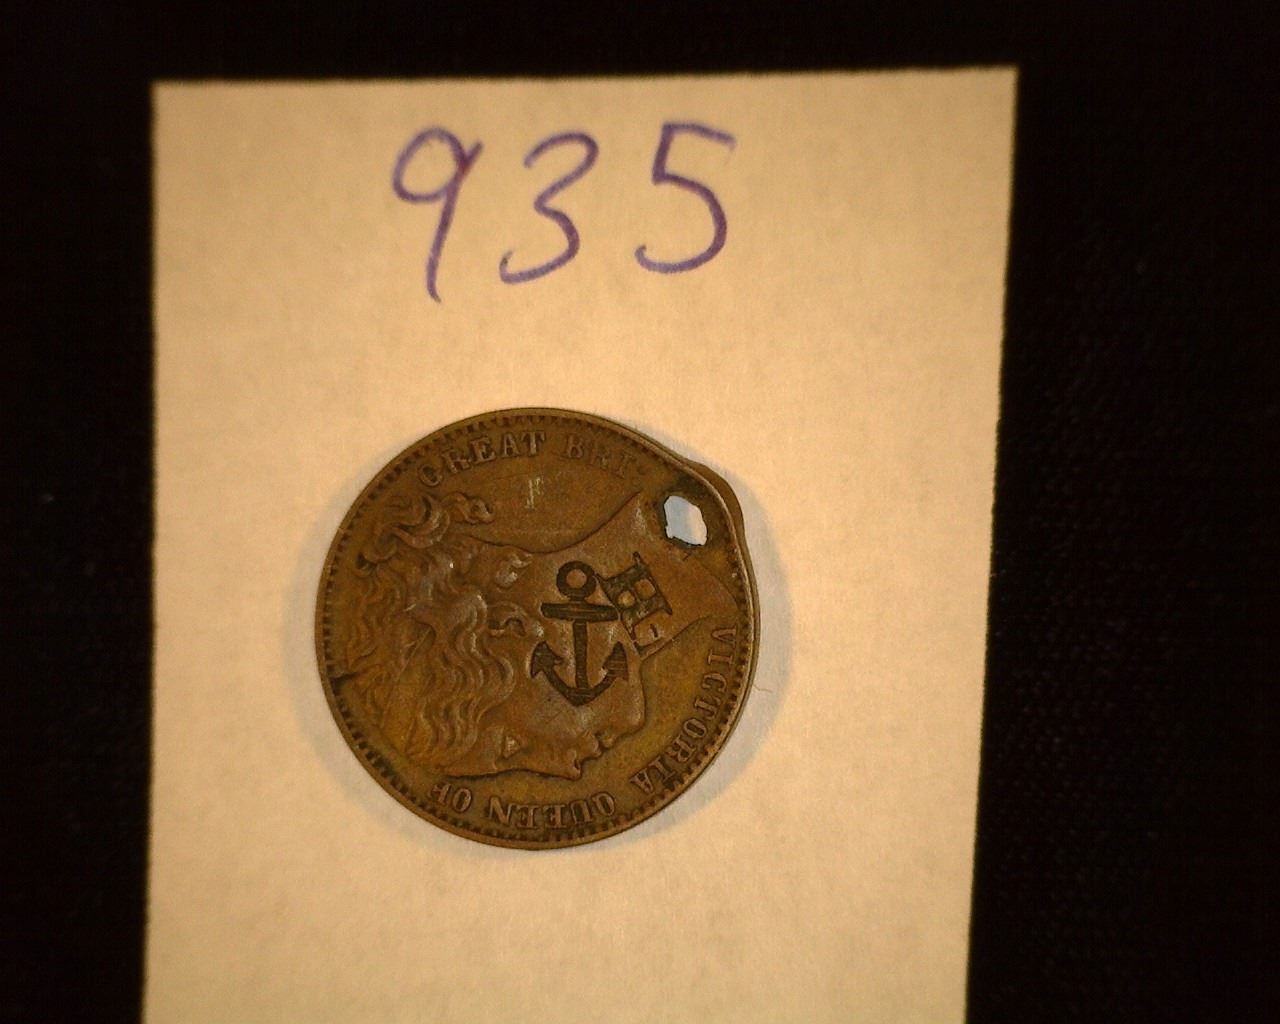 935
VICTORIA QUEEN OF GREAT BRI